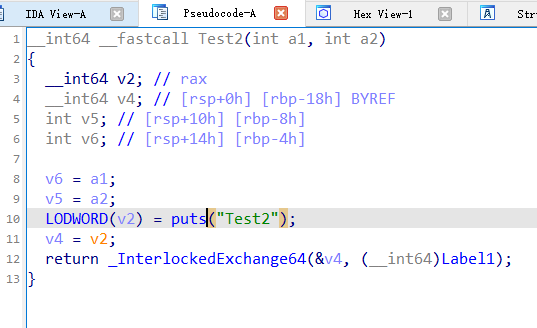 IDA View-A Pseudocode-A Hex View-1 A Str
1 __int64 __fastcall Test2(int a1, int a2)
2 {
3 __int64 v2; // rax
4 __int64 v4; // [rsp+0h] [rbp-18h] BYREF
5 int v5; // [rsp+10h] [rbp-8h]
6 int v6; // [rsp+14h] [rbp-4h]
7
8 v6 = a1;
9 v5 = a2;
10 LODWORD(v2) = puts("Test2");
11 v4 = v2;
12 return _InterlockedExchange64(&v4, (__int64)Label1);
13 }